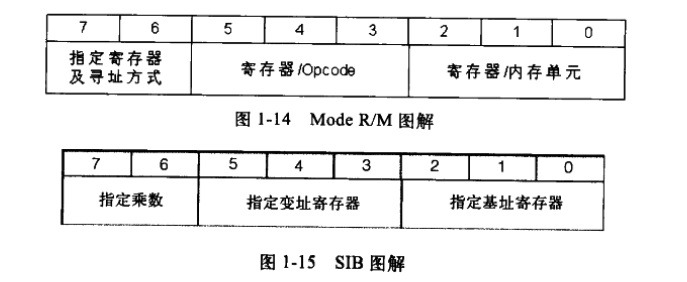 7 6 5 4 3 2 1 0
指定寄存器 及寻址方式 寄存器/Opcode 寄存器/内存单元
图 1-14 Mode R/M 图解
7 6 5 4 3 2 1 0
指定乘数 指定变址寄存器 指定基址寄存器
图 1-15 SIB 图解